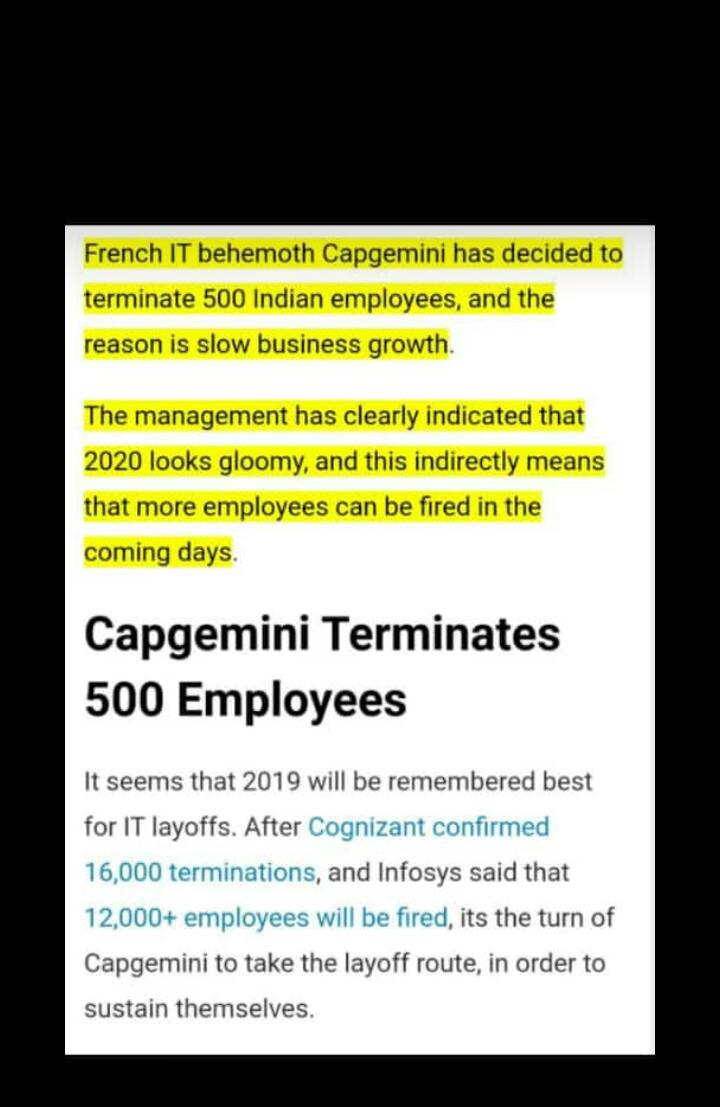 French IT behemoth Capgemini has decided to
terminate 500 Indian employees, and the
reason is slow business growth.
The management has clearly indicated that
2020 looks gloomy, and this indirectly means
that more employees can be fired in the
coming days.
Capgemini Terminates
500 Employees
It seems that 2019 will be remembered best
for IT layoffs. After Cognizant confirmed
16,000 terminations, and Infosys said that
12,000+ employees will be fired, its the turn of
Capgemini to take the layoff route, in order to
sustain themselves.